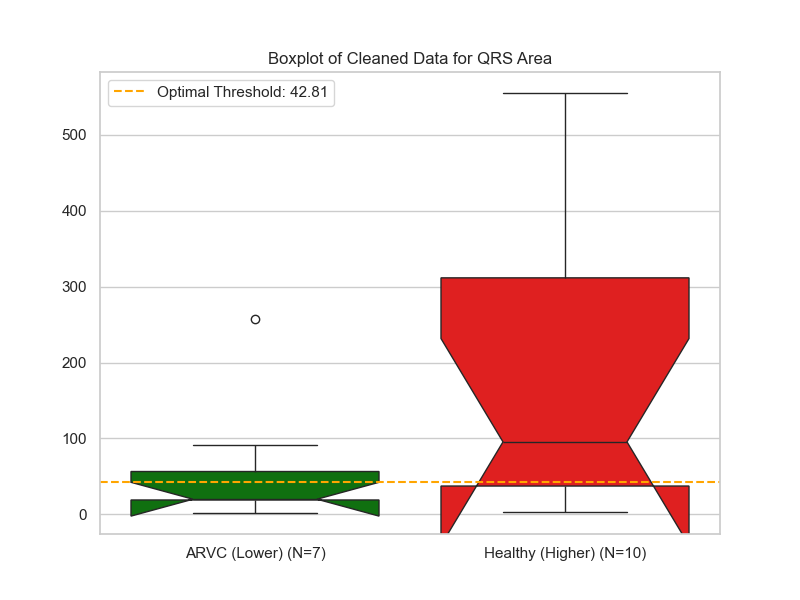 Boxplot of Cleaned Data for QRS Area
Optimal Threshold: 42.81
500
400
300
200
100
0
ARVC (Lower) (N=7)
Healthy (Higher) (N=10)